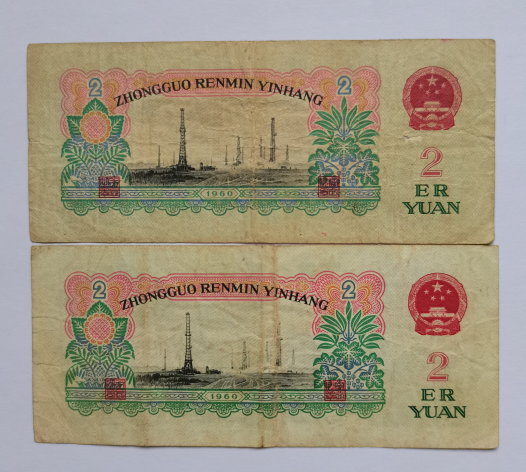 2 2
ZHONGGUO RENMIN YINHANG
2
1960
ER
YUAN
2 2
ZHONGGUO RENMIN YINHANG
2
1960
ER
YUAN